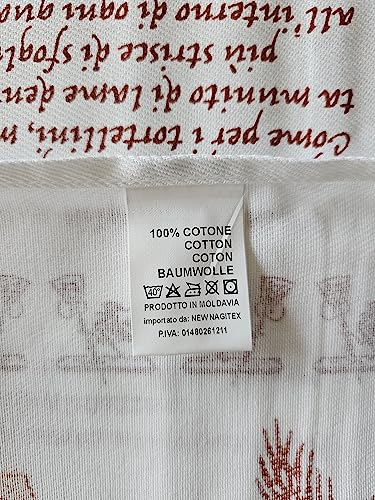 Come per i tortellini, m
ta munito di lame den
più strisce di sfogli
all'interno di ogni qua
100% COTONE
COTTON
COTON
BAUMWOLLE
40°
PRODOTTO IN MOLDAVIA
importato da: NEW NAGITEX
P.IVA: 01480261211